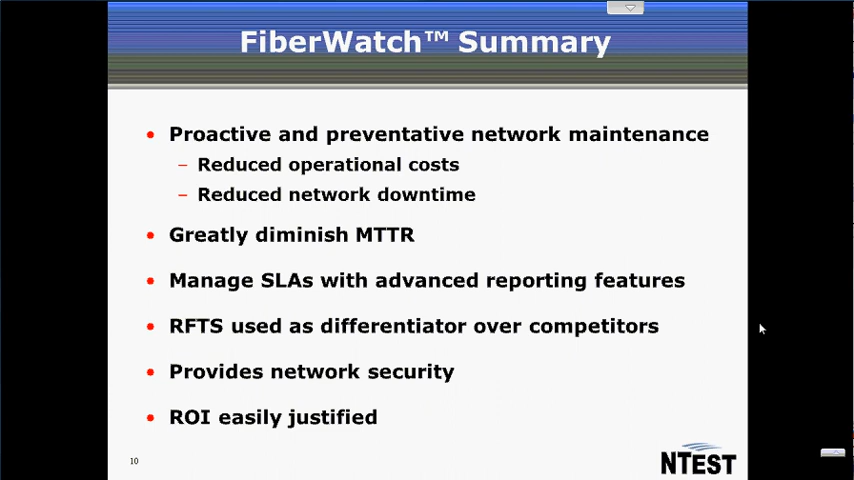 FiberWatch™ Summary
• Proactive and preventative network maintenance
– Reduced operational costs
– Reduced network downtime
• Greatly diminish MTTR
• Manage SLAs with advanced reporting features
• RFTS used as differentiator over competitors
• Provides network security
• ROI easily justified
10
NTEST